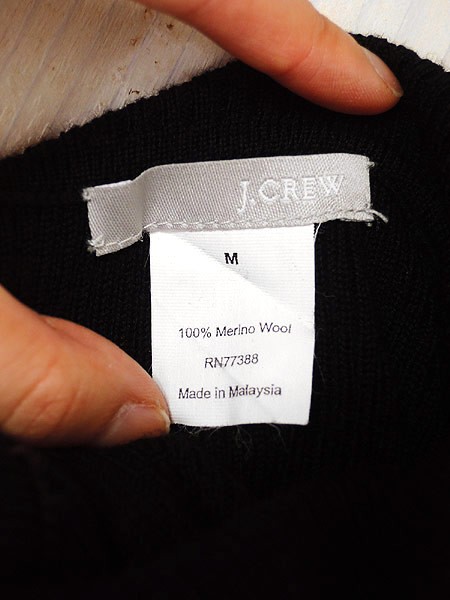 J.CREW
M
100% Merino Wool
RN77388
Made in Malaysia